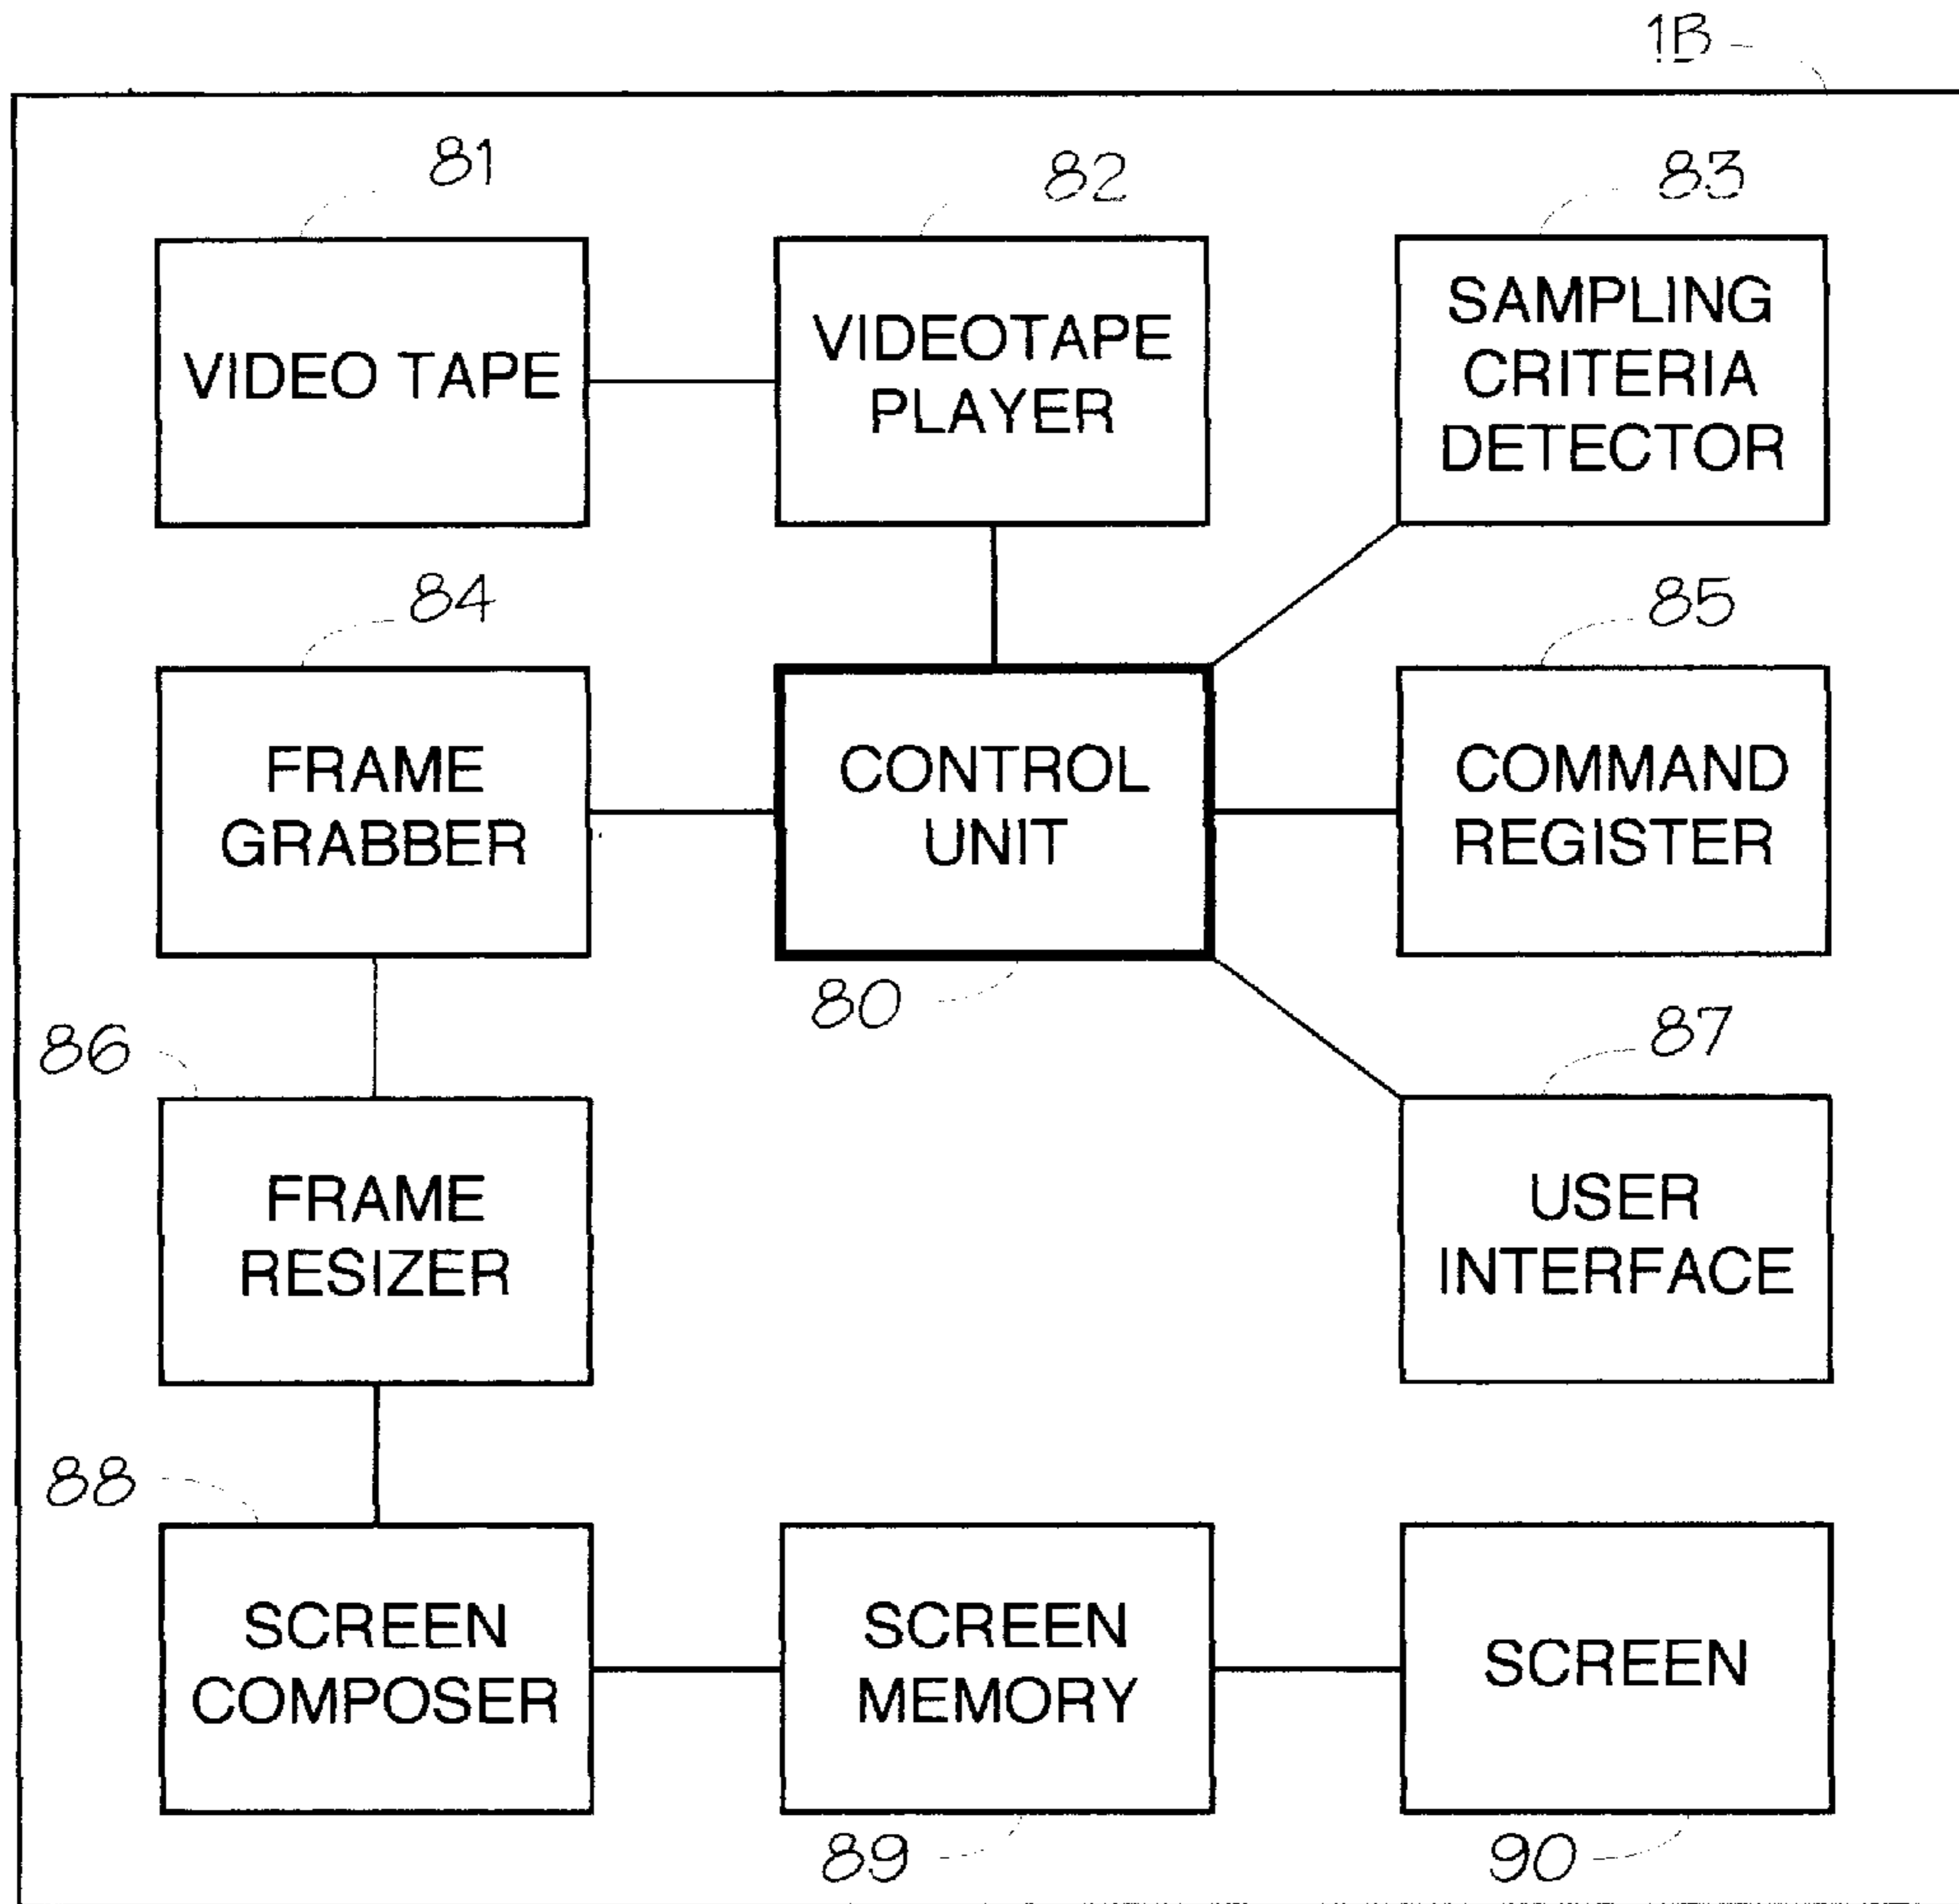 1B
81
82
83
VIDEO TAPE
VIDEOTAPE
PLAYER
SAMPLING
CRITERIA
DETECTOR
84
85
FRAME
GRABBER
CONTROL
UNIT
COMMAND
REGISTER
80
86
87
FRAME
RESIZER
USER
INTERFACE
88
SCREEN
COMPOSER
SCREEN
MEMORY
SCREEN
89
90